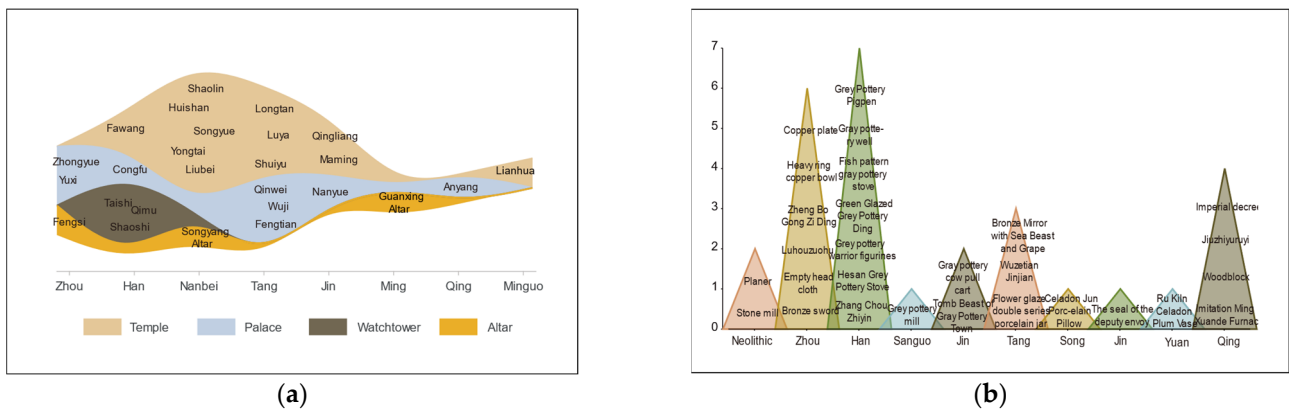 Shaolin
Huishan
Longtan
Fawang
Songyue
Luya
Qingliang
Yongtai
Maming
Zhongyue
Congfu
Liubei
Shuiyu
Lianhua
Yuxi
Qinwei
Nanyue
Anyang
Taishi
Qimu
Wuji
Guanxing
Altar
Fengsi
Shaoshi
Songyang
Altar
Fengtian
Zhou Han Nanbei Tang Jin Ming Qing Minguo
Temple Palace Watchtower Altar
(a)
7
6
5
4
3
2
1
0
Planer
Stone mill
Copper plate
Heavy ring
copper bowl
Zheng Bo
Gong Zi Ding
Luhouzuohu
Empty head
cloth
Bronze sword
Grey Pottery
Pigpen
Gray potte-
ry well
Fish pattern
gray pottery
stove
Green Glazed
Grey Pottery
Ding
Grey pottery
warrior figurines
Hesan Grey
Pottery Stove
Zhang Chou
Zhiyin
Grey pottery
mill
Gray pottery
cow pull
cart
Tomb Beast of
Gray Pottery
Town
Bronze Mirror
with Sea Beast
and Grape
Wuzetian
Jinjian
Flower glaze
double series
porcelain jar
Celadon Jun
Porc-elain
Pillow
The seal of the
deputy envoy
Ru Kiln
Celadon
Plum Vase
Imperial decree
Jiuzhiyuruyi
Woodblock
Imitation Ming
Xuande Furnac
Neolithic Zhou Han Sanguo Jin Tang Song Jin Yuan Qing
(b)